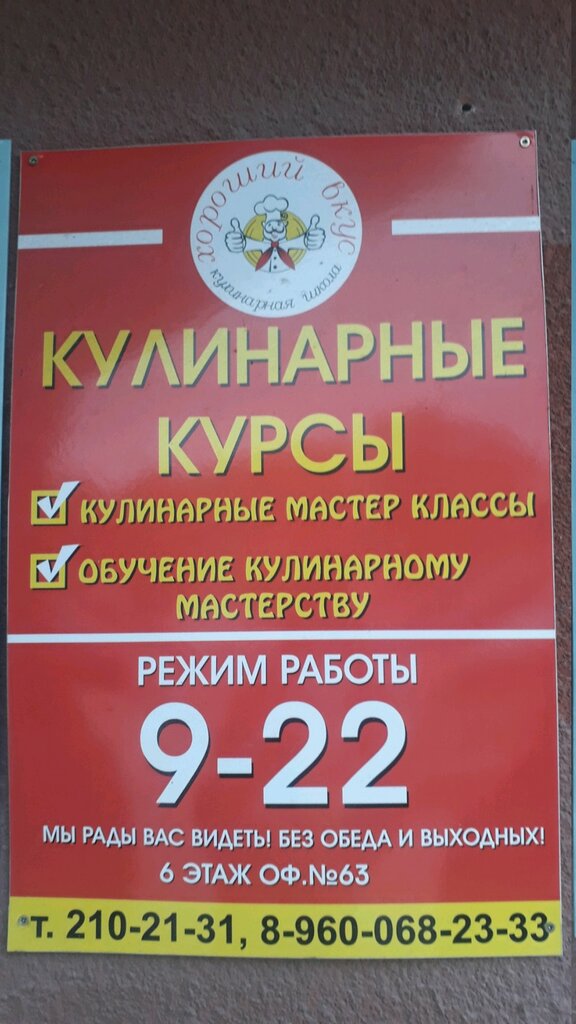 хороший вкус
кулинарная школа
КУЛИНАРНЫЕ
КУРСЫ
КУЛИНАРНЫЕ МАСТЕР КЛАССЫ
ОБУЧЕНИЕ КУЛИНАРНОМУ
МАСТЕРСТВУ
РЕЖИМ РАБОТЫ
9-22
МЫ РАДЫ ВАС ВИДЕТЬ! БЕЗ ОБЕДА И ВЫХОДНЫХ!
6 ЭТАЖ ОФ.№63
т. 210-21-31, 8-960-068-23-33